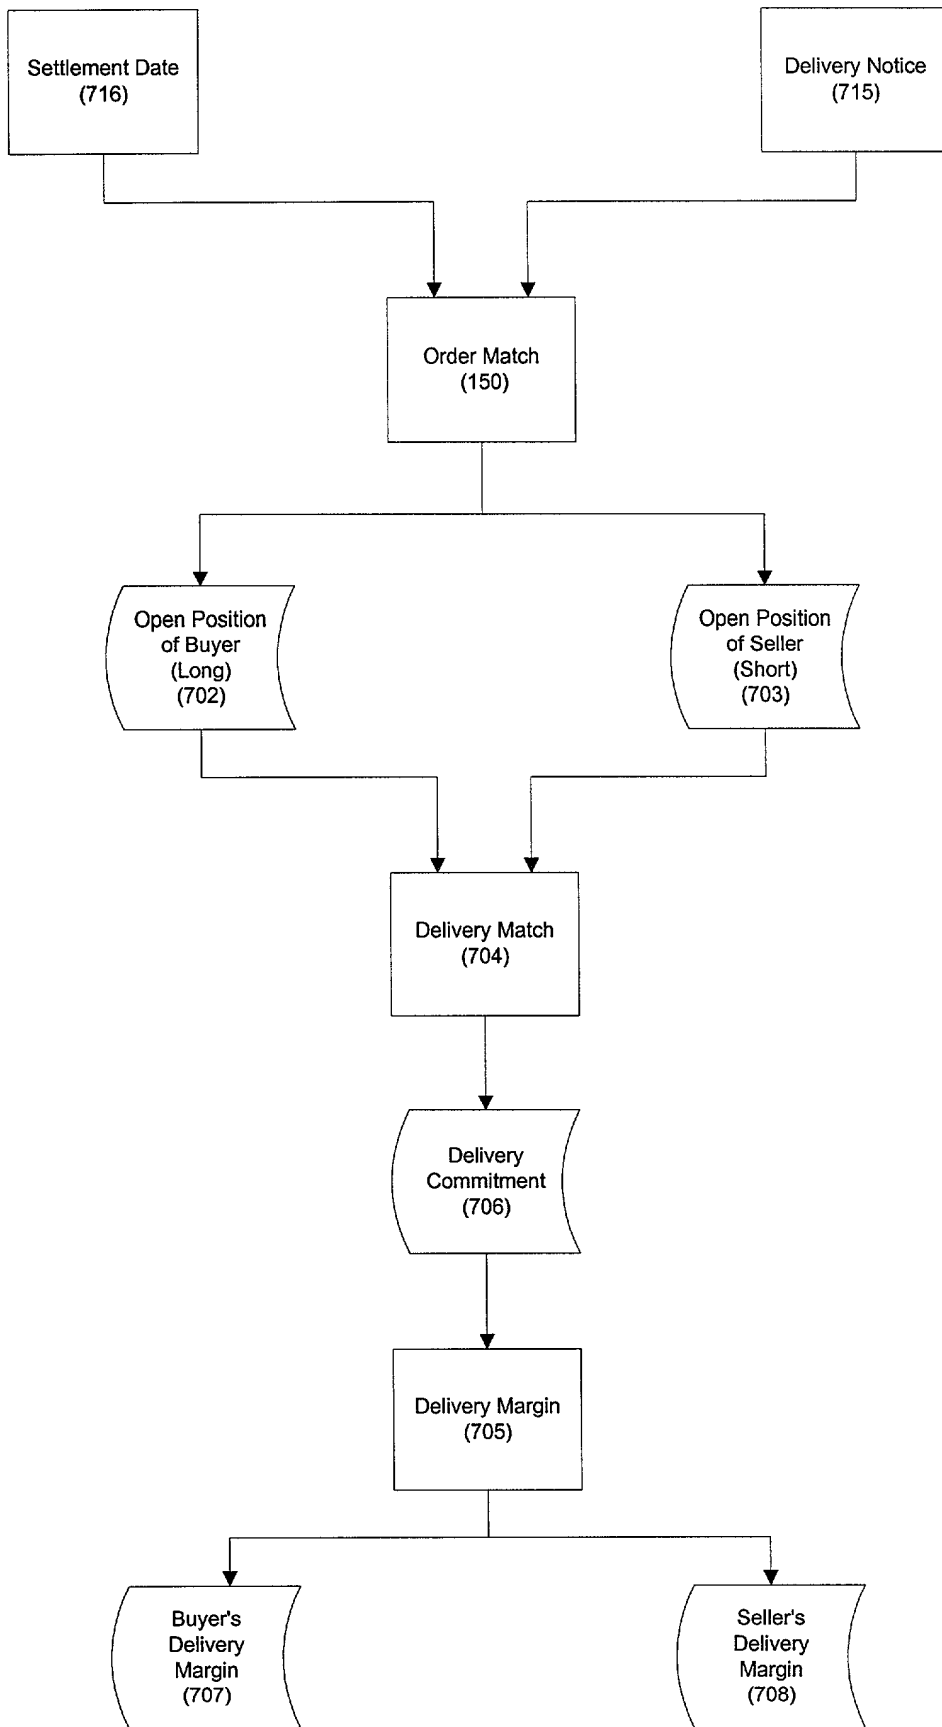 Settlement Date
(716)
Delivery Notice
(715)
Order Match
(150)
Open Position
of Buyer
(Long)
(702)
Open Position
of Seller
(Short)
(703)
Delivery Match
(704)
Delivery
Commitment
(706)
Delivery Margin
(705)
Buyer's
Delivery
Margin
(707)
Seller's
Delivery
Margin
(708)